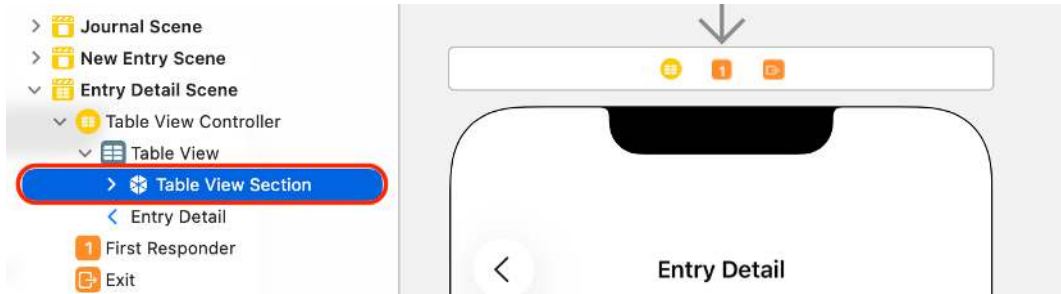 Journal Scene
New Entry Scene
Entry Detail Scene
Table View Controller
Table View
Table View Section
Entry Detail
1 First Responder
Exit
1
Entry Detail